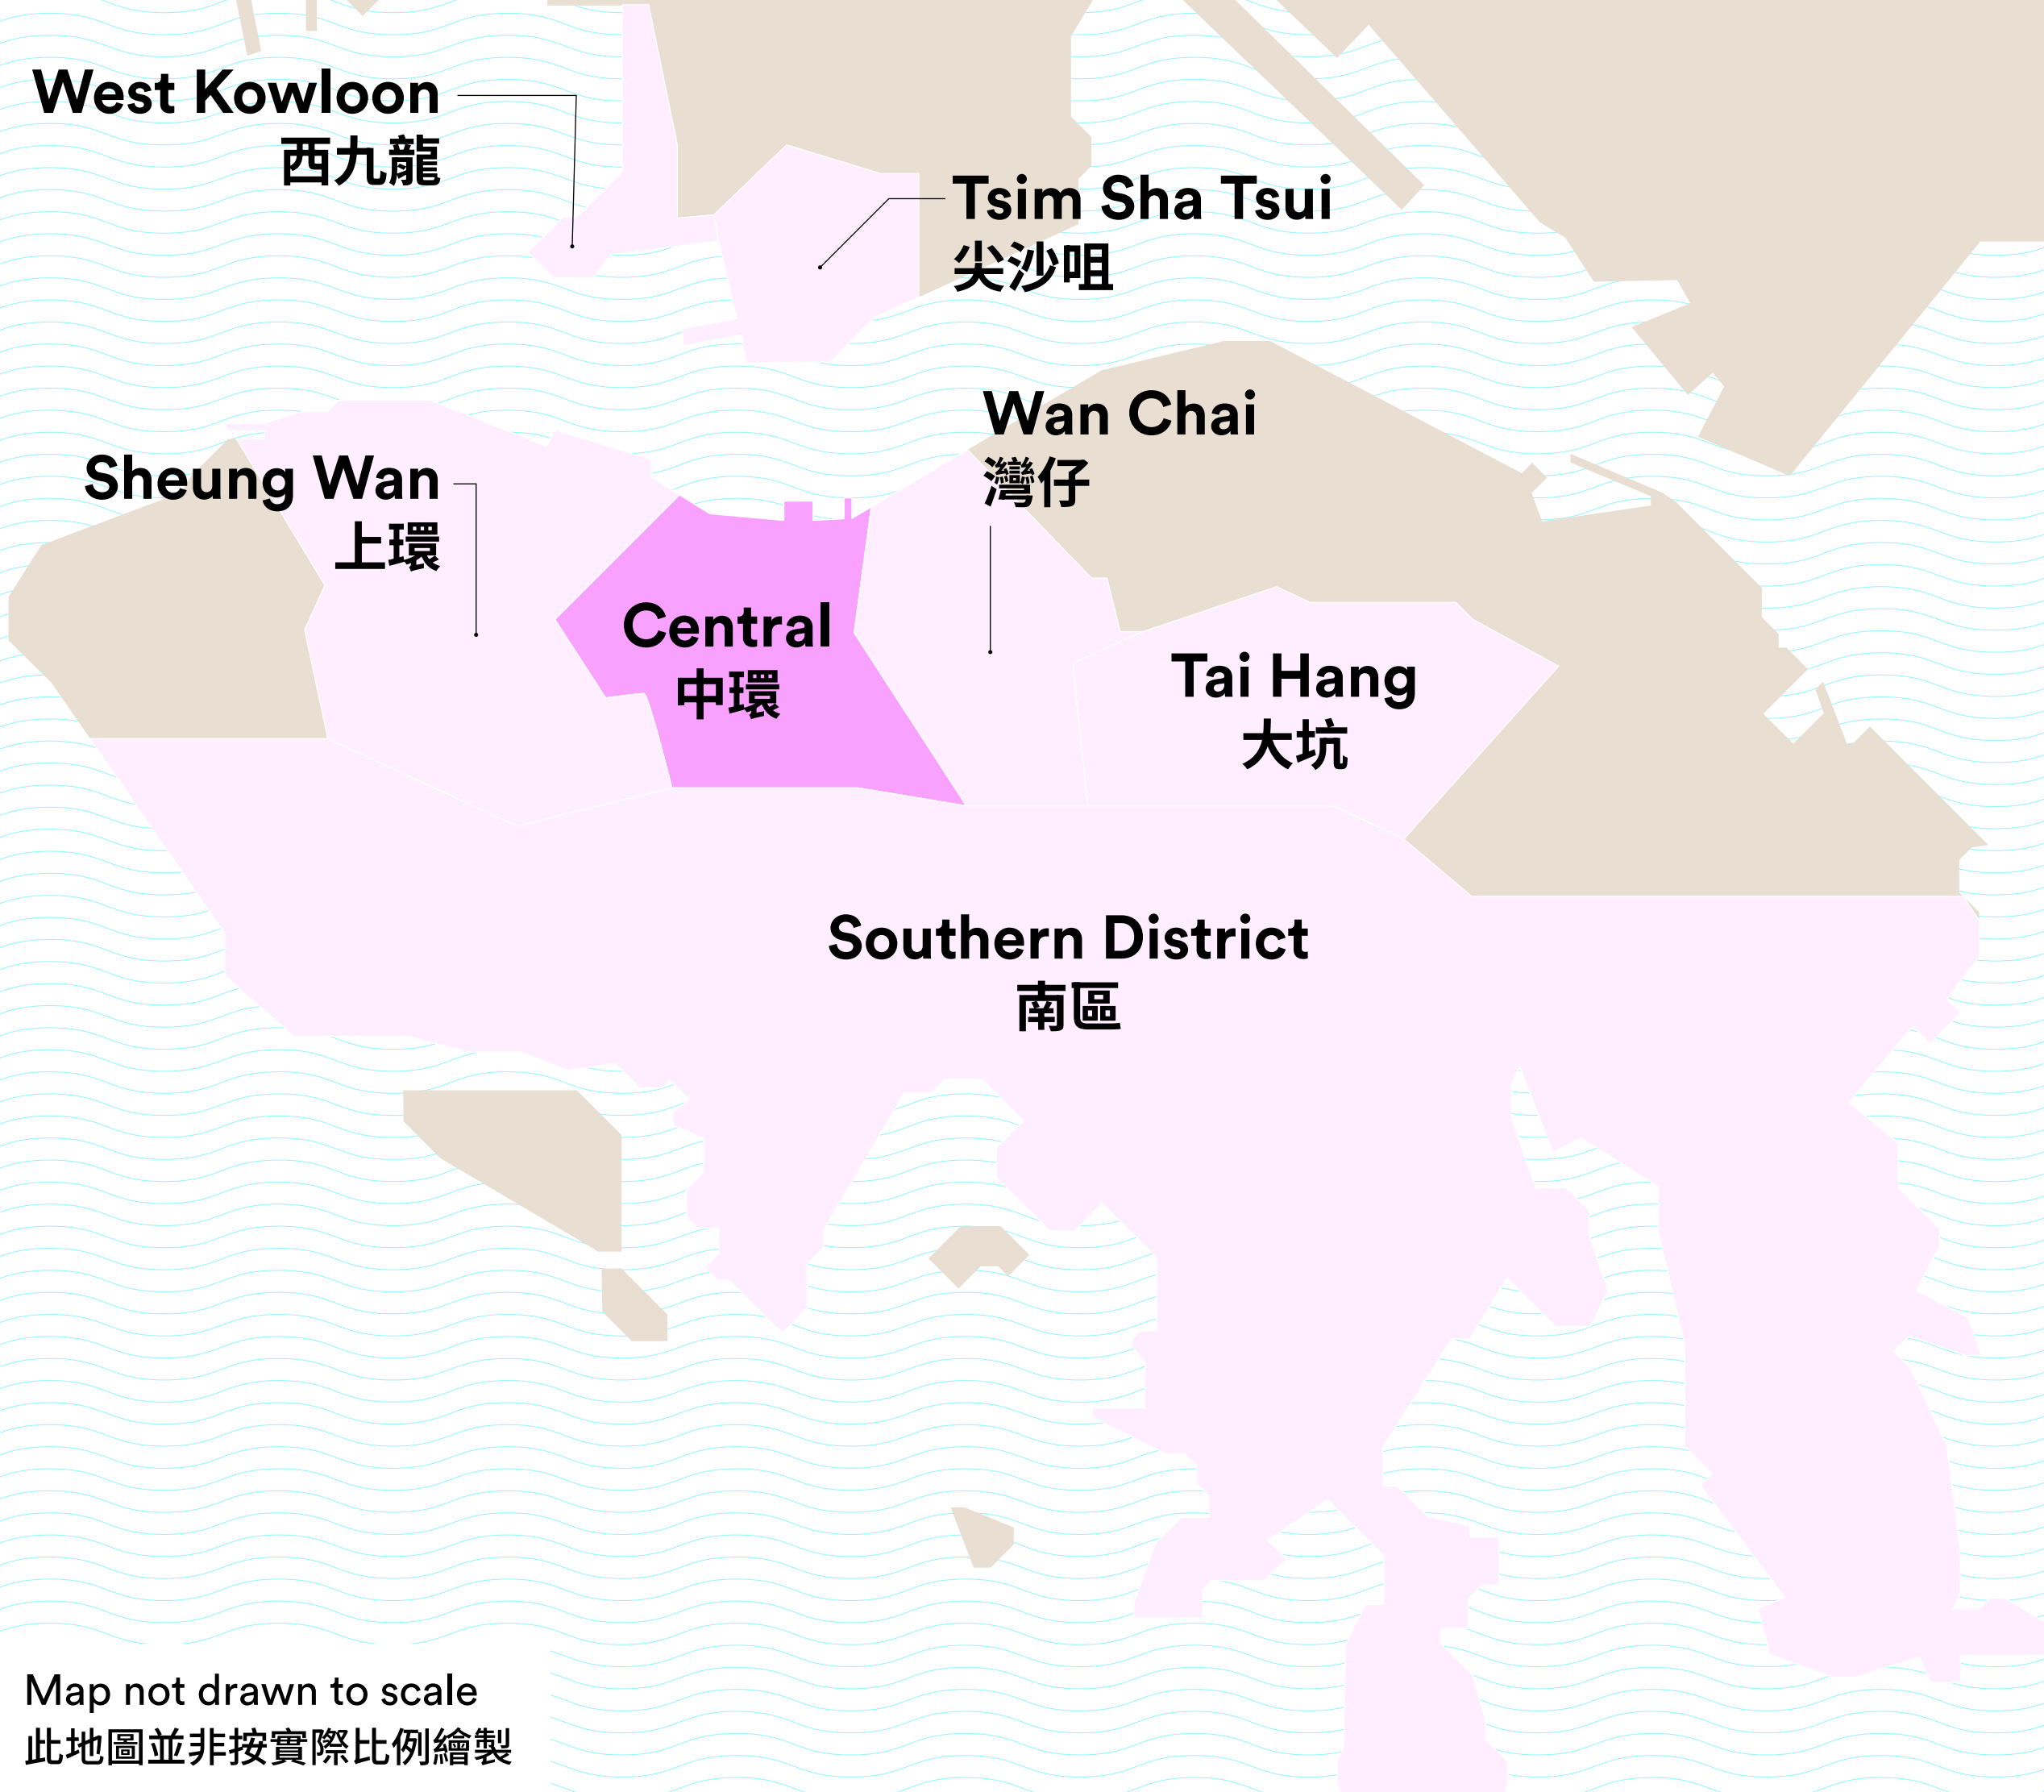 West Kowloon
西九龍
Tsim Sha Tsui
尖沙咀
Wan Chai
灣仔
Sheung Wan
上環
Central
中環
Tai Hang
大坑
Southern District
南區
Map not drawn to scale
此地圖並非按實際比例繪製